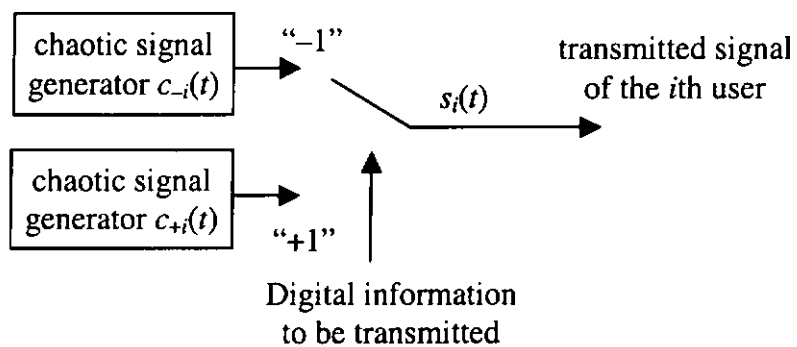 chaotic signal
generator c₋ᵢ(t)
“–1”
transmitted signal
of the ith user
sᵢ(t)
chaotic signal
generator c₊ᵢ(t)
“+1”
Digital information
to be transmitted